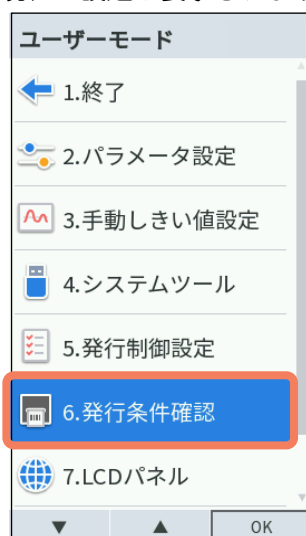 ユーザーモード
1.終了
2.パラメータ設定
3.手動しきい値設定
4.システムツール
5.発行制御設定
6.発行条件確認
7.LCDパネル
▼ ▲ OK